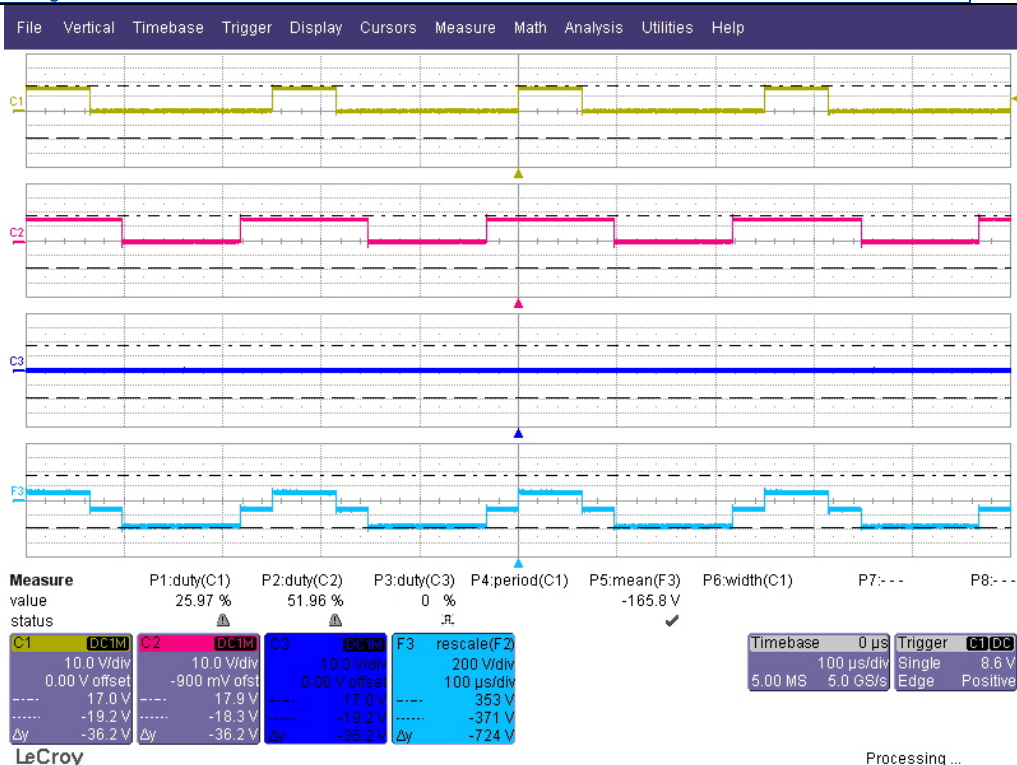 File Vertical Timebase Trigger Display Cursors Measure Math Analysis Utilities Help
C1
C2
C3
F3
Measure P1:duty(C1) P2:duty(C2) P3:duty(C3) P4:period(C1) P5:mean(F3) P6:width(C1) P7:--- P8:---
value 25.97 % 51.96 % 0 % -165.8 V
status
C1 DC1M
10.0 V/div
0.00 V offset
17.0 V
-19.2 V
Δy -36.2 V
C2 DC1M
10.0 V/div
-900 mV ofst
17.9 V
-18.3 V
Δy -36.2 V
C3 DC1M
10.0 V/div
0.00 V offset
17.0 V
-19.2 V
Δy -36.2 V
F3 rescale(F2)
200 V/div
100 µs/div
353 V
-371 V
Δy -724 V
Timebase 0 µs
100 µs/div
5.00 MS 5.0 GS/s
Trigger C1 DC
Single 8.6 V
Edge Positive
LeCroy
Processing ...